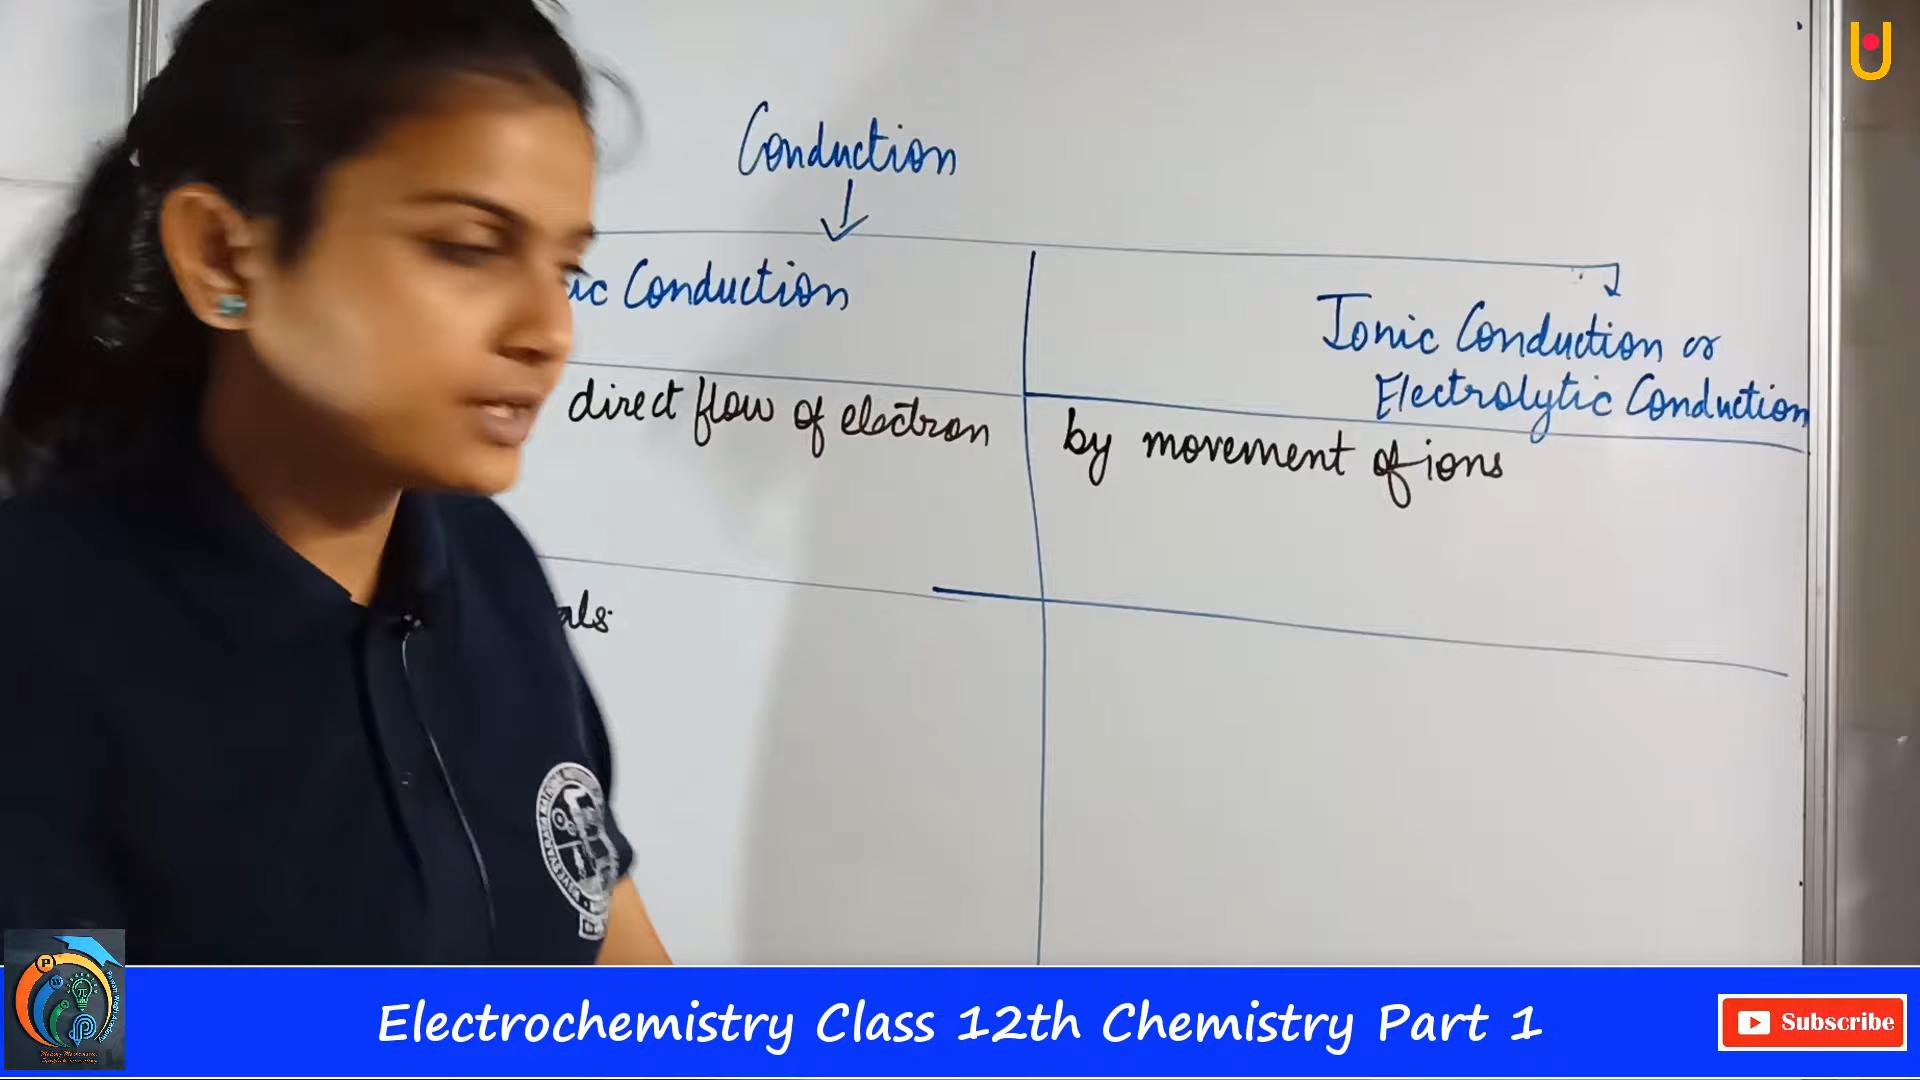 Conduction
ic Conduction
Ionic Conduction or
Electrolytic Conduction
direct flow of electron
by movement of ions
als.
Electrochemistry Class 12th Chemistry Part 1
Subscribe